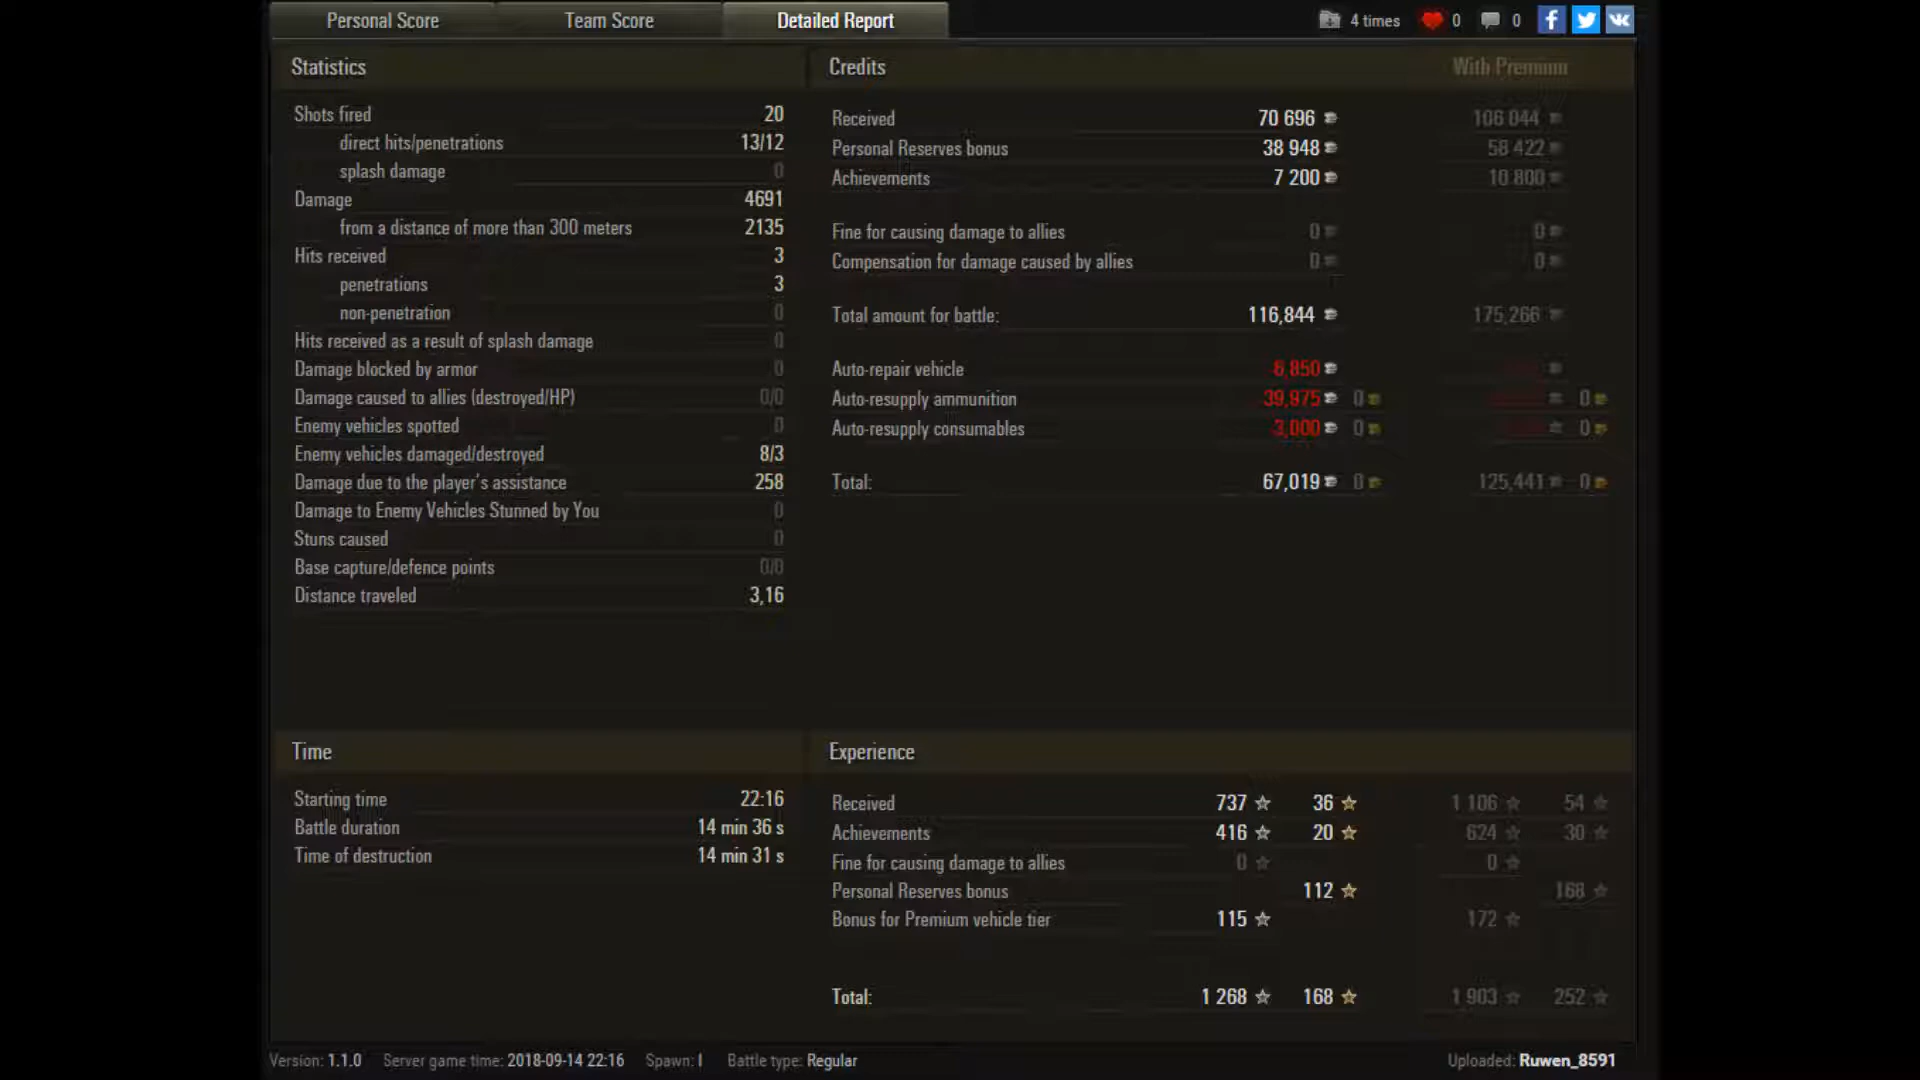 Personal Score Team Score Detailed Report 4 times 0 0
Statistics
Shots fired 20
direct hits/penetrations 13/12
splash damage 0
Damage 4691
from a distance of more than 300 meters 2135
Hits received 3
penetrations 3
non-penetration 0
Hits received as a result of splash damage 0
Damage blocked by armor 0
Damage caused to allies (destroyed/HP) 0/0
Enemy vehicles spotted 0
Enemy vehicles damaged/destroyed 8/3
Damage due to the player's assistance 258
Damage to Enemy Vehicles Stunned by You 0
Stuns caused 0
Base capture/defence points 0/0
Distance traveled 3,16
Credits With Premium
Received 70 696 106 044
Personal Reserves bonus 38 948 58 422
Achievements 7 200 10 800
Fine for causing damage to allies 0 0
Compensation for damage caused by allies 0 0
Total amount for battle: 116,844 175,266
Auto-repair vehicle -6,850
Auto-resupply ammunition -39,975 0 0
Auto-resupply consumables -3,000 0 0
Total: 67,019 0 125,441 0
Time
Starting time 22:16
Battle duration 14 min 36 s
Time of destruction 14 min 31 s
Experience
Received 737 36 1 106 54
Achievements 416 20 624 30
Fine for causing damage to allies 0 0
Personal Reserves bonus 112 168
Bonus for Premium vehicle tier 115 172
Total: 1 268 168 1 903 252
Version: 1.1.0 Server game time: 2018-09-14 22:16 Spawn: I Battle type: Regular Uploaded: Ruwen_8591